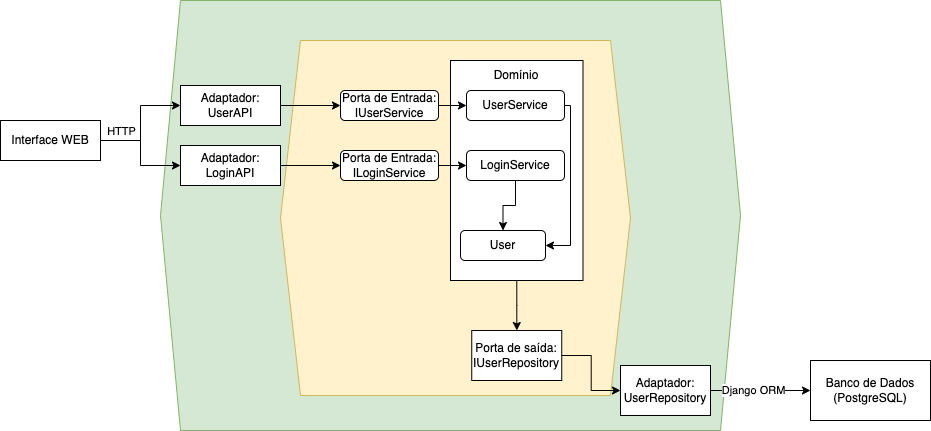 Domínio
Adaptador:
UserAPI
Porta de Entrada:
IUserService
UserService
HTTP
Interface WEB
Adaptador:
LoginAPI
Porta de Entrada:
ILoginService
LoginService
User
Porta de saída:
IUserRepository
Adaptador:
UserRepository
Django ORM
Banco de Dados
(PostgreSQL)